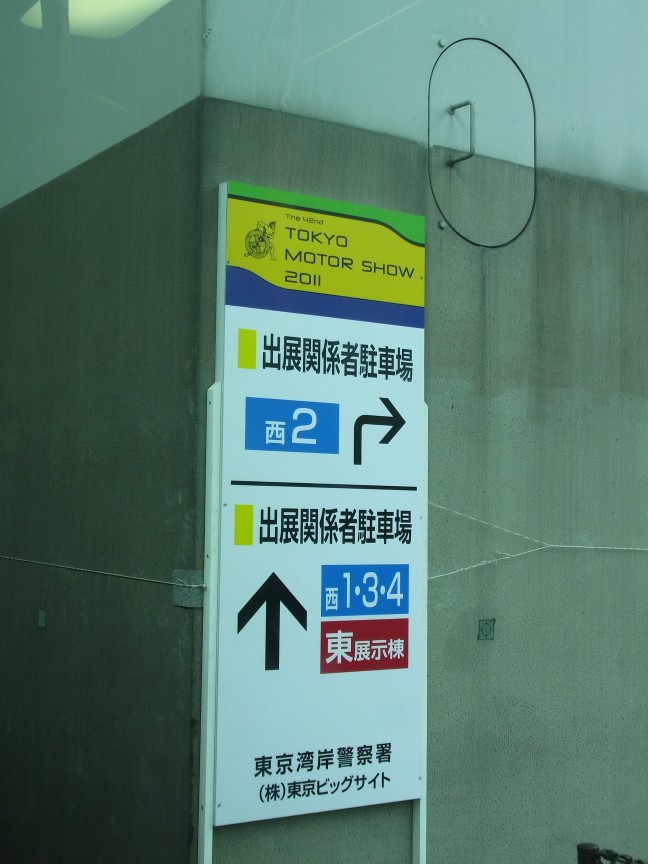 The 42nd
TOKYO
MOTOR SHOW
2011
出展関係者駐車場
西2
出展関係者駐車場
西1・3・4
東展示棟
東京湾岸警察署
(株)東京ビッグサイト